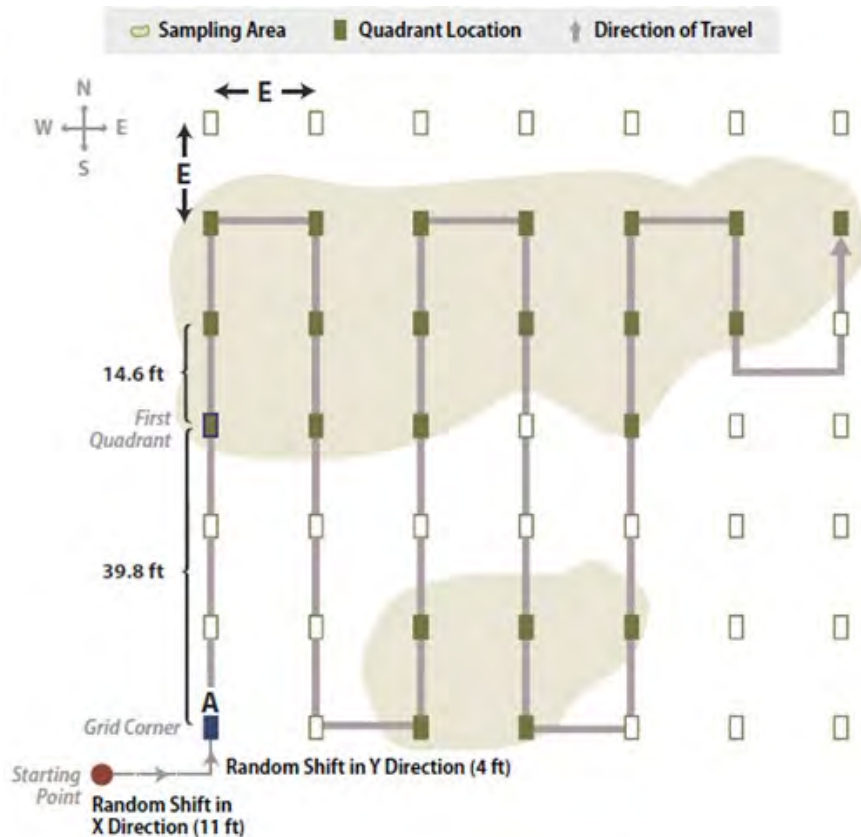 Sampling Area Quadrant Location Direction of Travel
N
W E
S
E
E
14.6 ft
First
Quadrant
39.8 ft
A
Grid Corner
Starting
Point
Random Shift in Y Direction (4 ft)
Random Shift in
X Direction (11 ft)